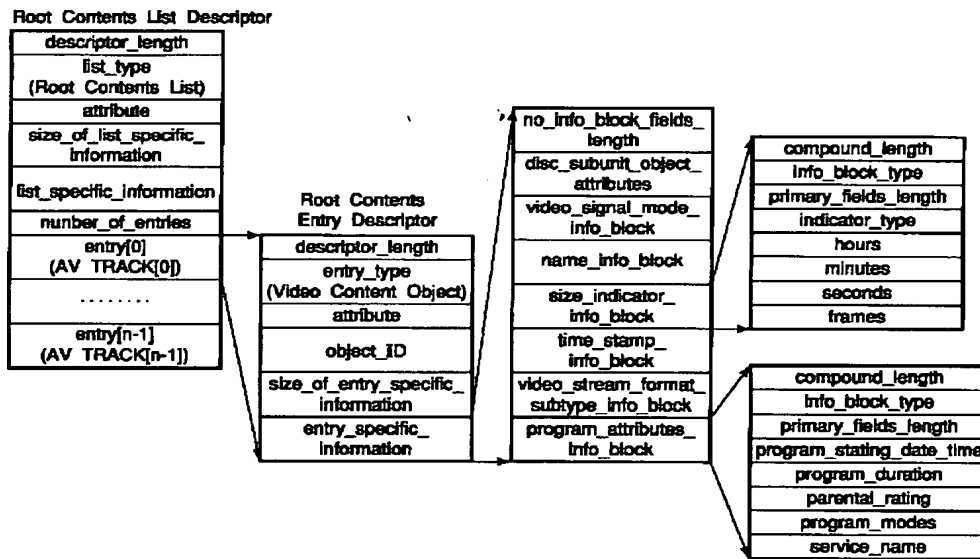 Root Contents List Descriptor
descriptor_length
list_type
(Root Contents List)
attribute
size_of_list_specific_
information
list_specific_information
number_of_entries
entry[0]
(AV TRACK[0])
........
entry[n-1]
(AV TRACK[n-1])
Root Contents
Entry Descriptor
descriptor_length
entry_type
(Video Content Object)
attribute
object_ID
size_of_entry_specific_
information
entry_specific_
information
no_info_block_fields_
length
disc_subunit_object_
attributes
video_signal_mode_
info_block
name_info_block
size_indicator_
info_block
time_stamp_
info_block
video_stream_format_
subtype_info_block
program_attributes_
info_block
compound_length
info_block_type
primary_fields_length
indicator_type
hours
minutes
seconds
frames
compound_length
info_block_type
primary_fields_length
program_stating_date_time
program_duration
parental_rating
program_modes
service_name